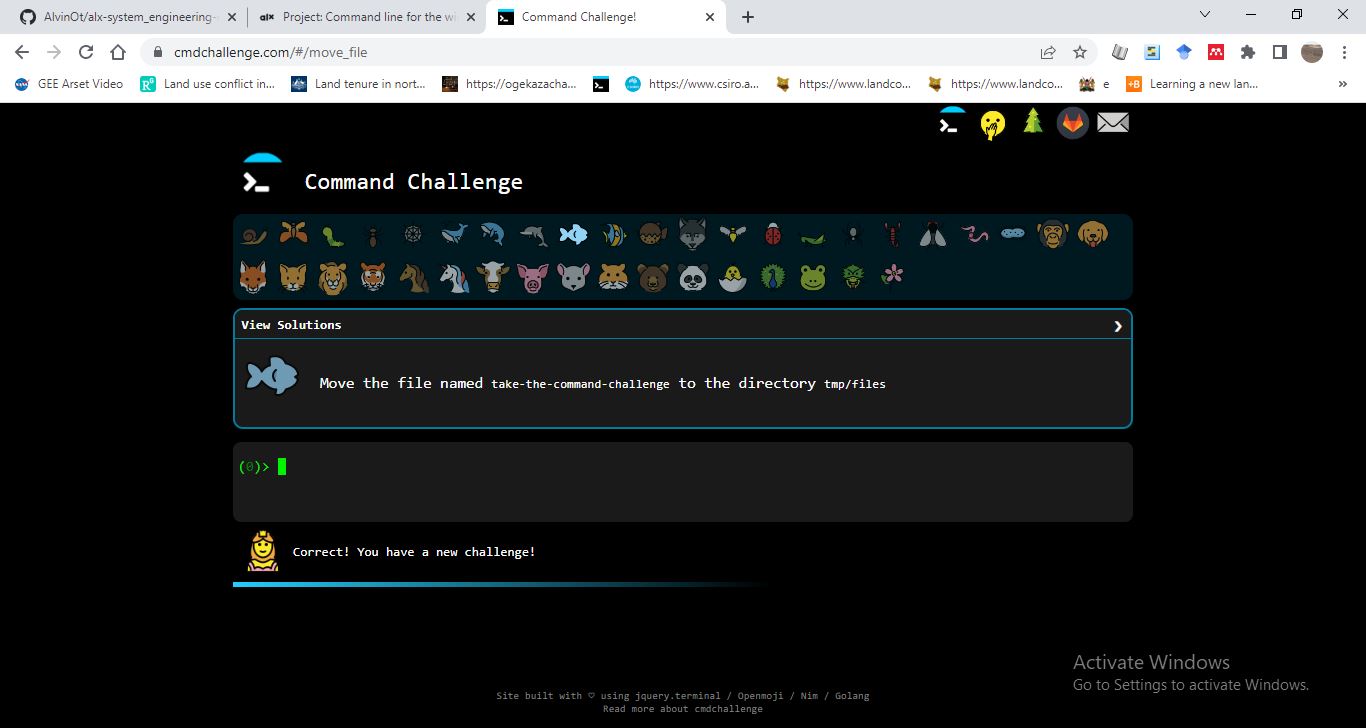 AlvinOt/alx-system_engineering-
alx Project: Command line for the wi
Command Challenge!
cmdchallenge.com/#/move_file
GEE Arset Video
R⁶ Land use conflict in...
Land tenure in nort...
https://ogekazacha...
https://www.csiro.a...
https://www.landco...
https://www.landco...
e
+B Learning a new lan...
»
Command Challenge
View Solutions
Move the file named take-the-command-challenge to the directory tmp/files
(0)>
Correct! You have a new challenge!
Activate Windows
Go to Settings to activate Windows.
Site built with ♡ using jquery.terminal / Openmoji / Nim / Golang
Read more about cmdchallenge